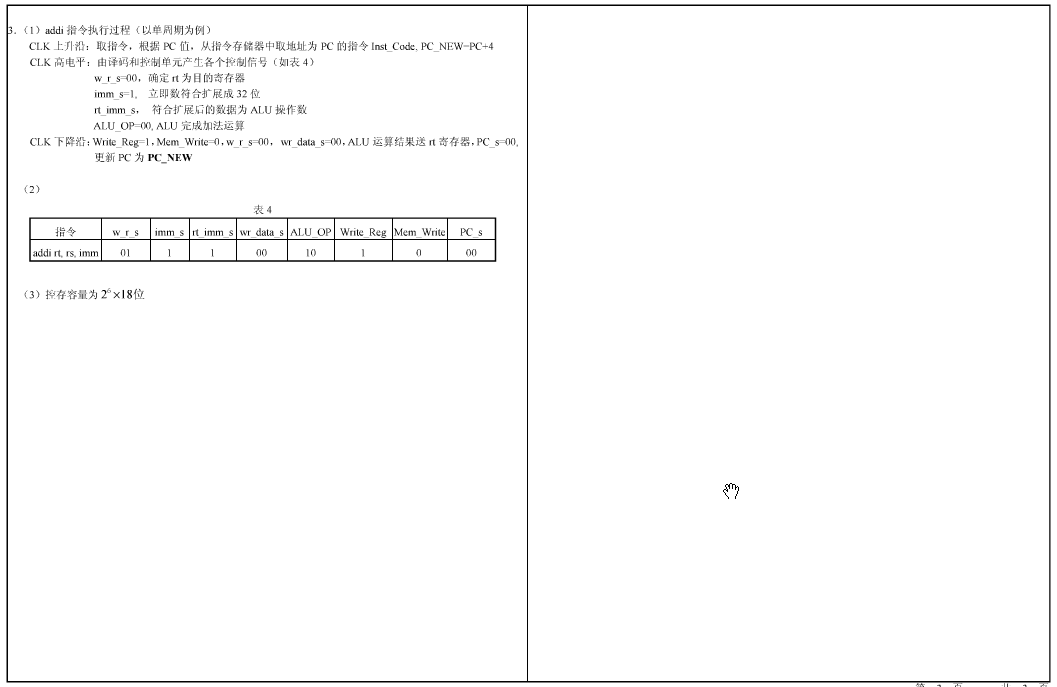 3.（1）addi 指令执行过程（以单周期为例）
CLK 上升沿：取指令，根据 PC 值，从指令存储器中取地址为 PC 的指令 Inst_Code, PC_NEW=PC+4
CLK 高电平：由译码和控制单元产生各个控制信号（如表 4）
w_r_s=00，确定 rt 为目的寄存器
imm_s=1, 立即数符合扩展成 32 位
rt_imm_s， 符合扩展后的数据为 ALU 操作数
ALU_OP=00, ALU 完成加法运算
CLK 下降沿：Write_Reg=1，Mem_Write=0，w_r_s=00， wr_data_s=00，ALU 运算结果送 rt 寄存器，PC_s=00,
更新 PC 为 PC_NEW
（2）
表 4
指令 w_r_s imm_s rt_imm_s wr_data_s ALU_OP Write_Reg Mem_Write PC_s
addi rt, rs, imm 01 1 1 00 10 1 0 00
（3）控存容量为 2⁶×18位